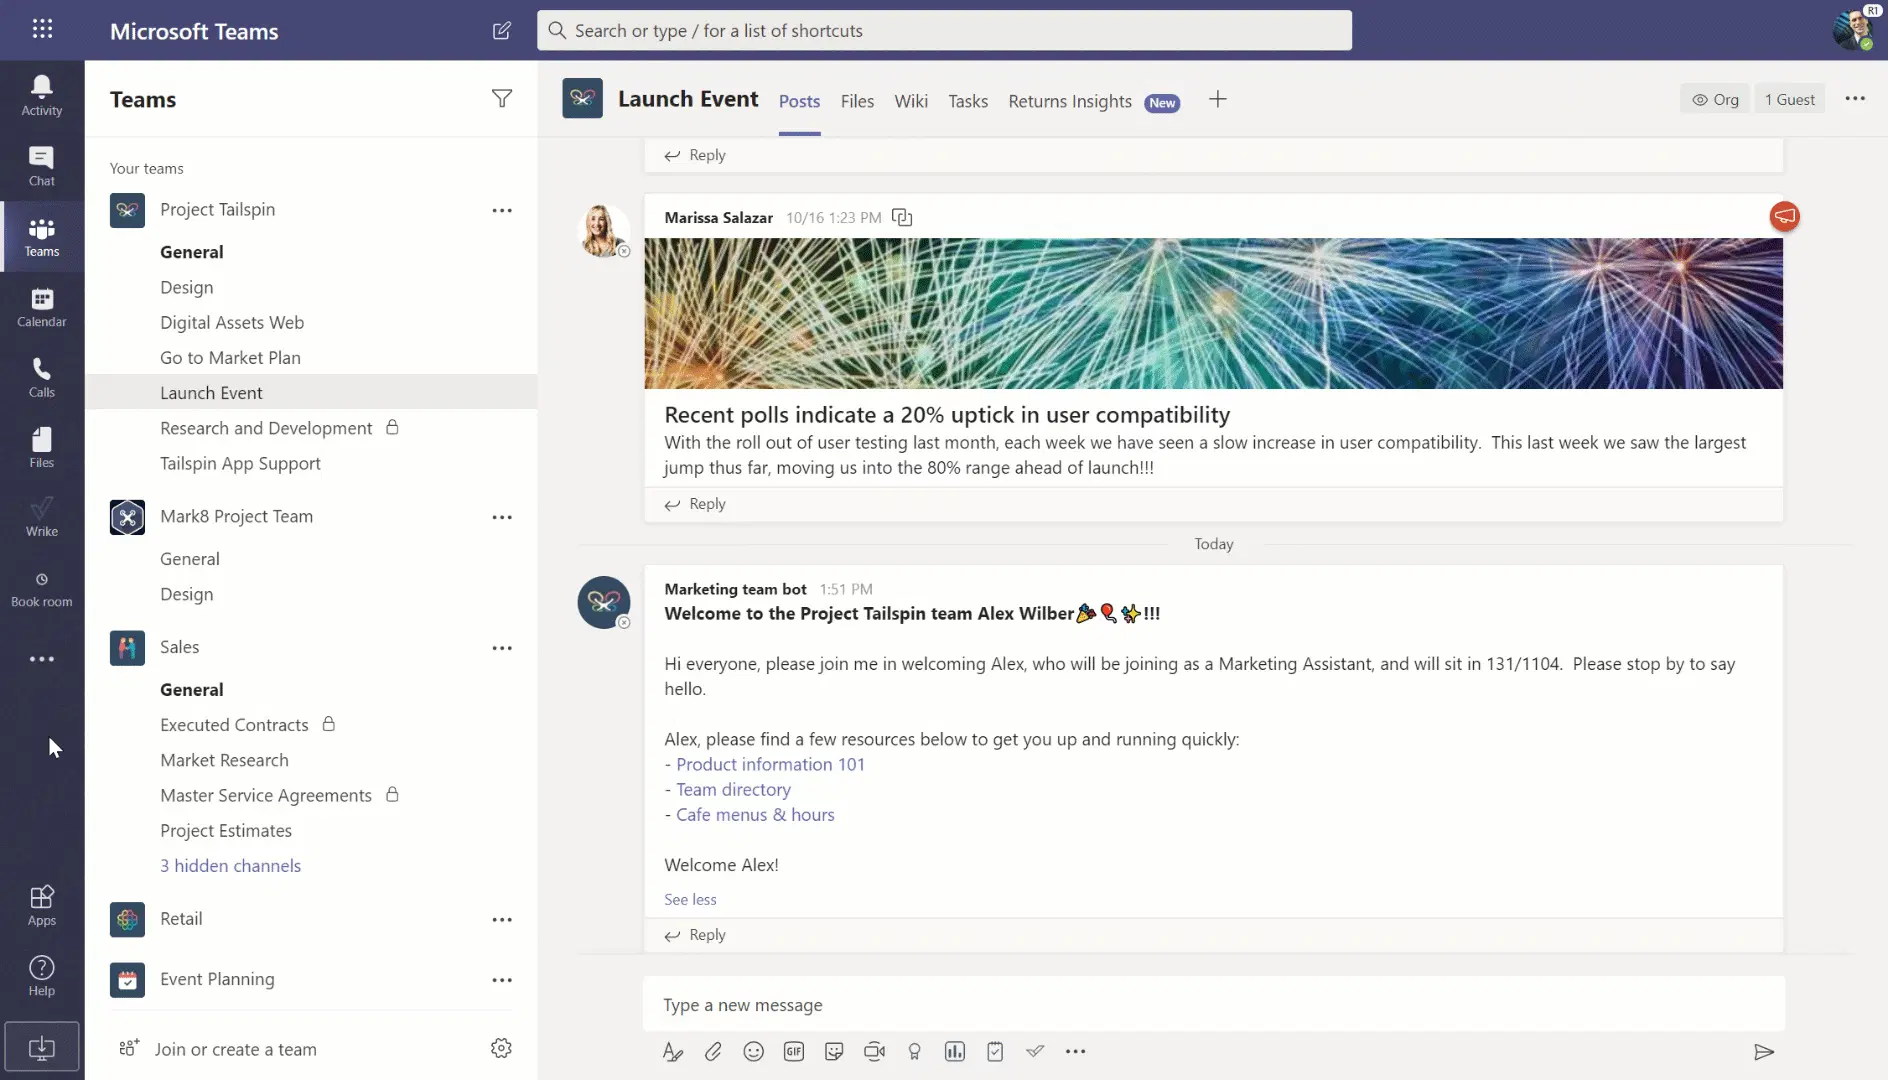 Microsoft Teams
Search or type / for a list of shortcuts
R1
Activity
Chat
Teams
Calendar
Calls
Files
Wrike
Book room
Apps
Help
Teams
Your teams
Project Tailspin
General
Design
Digital Assets Web
Go to Market Plan
Launch Event
Research and Development
Tailspin App Support
Mark8 Project Team
General
Design
Sales
General
Executed Contracts
Market Research
Master Service Agreements
Project Estimates
3 hidden channels
Retail
Event Planning
Join or create a team
Launch Event Posts Files Wiki Tasks Returns Insights New
Org 1 Guest
Reply
Marissa Salazar 10/16 1:23 PM
Recent polls indicate a 20% uptick in user compatibility
With the roll out of user testing last month, each week we have seen a slow increase in user compatibility. This last week we saw the largest
jump thus far, moving us into the 80% range ahead of launch!!!
Reply
Today
Marketing team bot 1:51 PM
Welcome to the Project Tailspin team Alex Wilber🎉🎈✨!!!
Hi everyone, please join me in welcoming Alex, who will be joining as a Marketing Assistant, and will sit in 131/1104. Please stop by to say
hello.
Alex, please find a few resources below to get you up and running quickly:
- Product information 101
- Team directory
- Cafe menus & hours
Welcome Alex!
See less
Reply
Type a new message
GIF